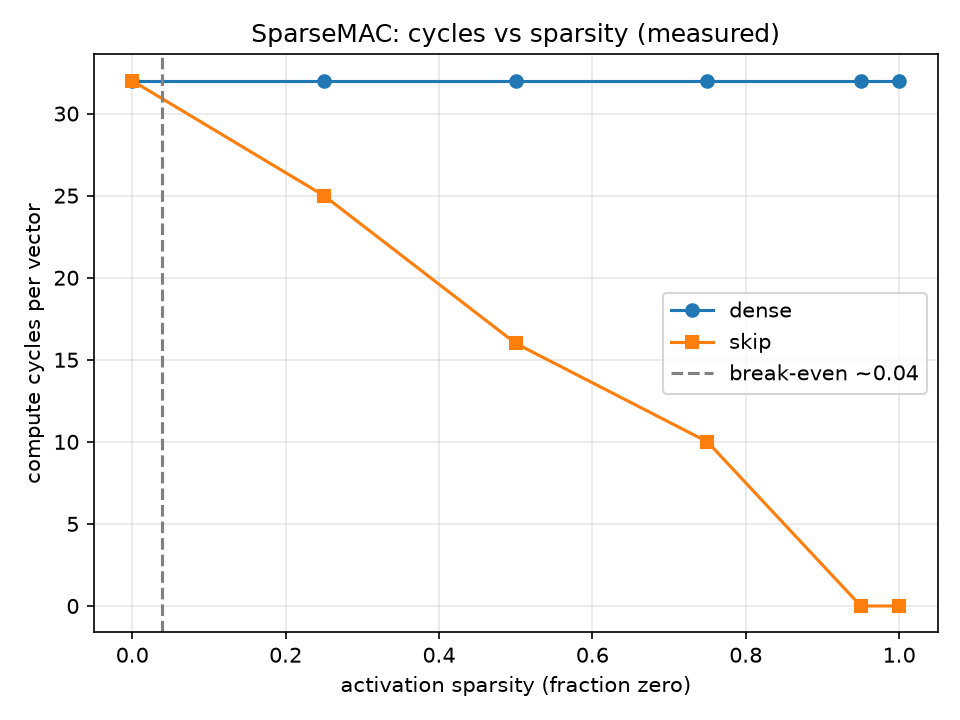 SparseMAC: cycles vs sparsity (measured)
compute cycles per vector
30
25
20
15
10
5
0
dense
skip
break-even ~0.04
0.0 0.2 0.4 0.6 0.8 1.0
activation sparsity (fraction zero)